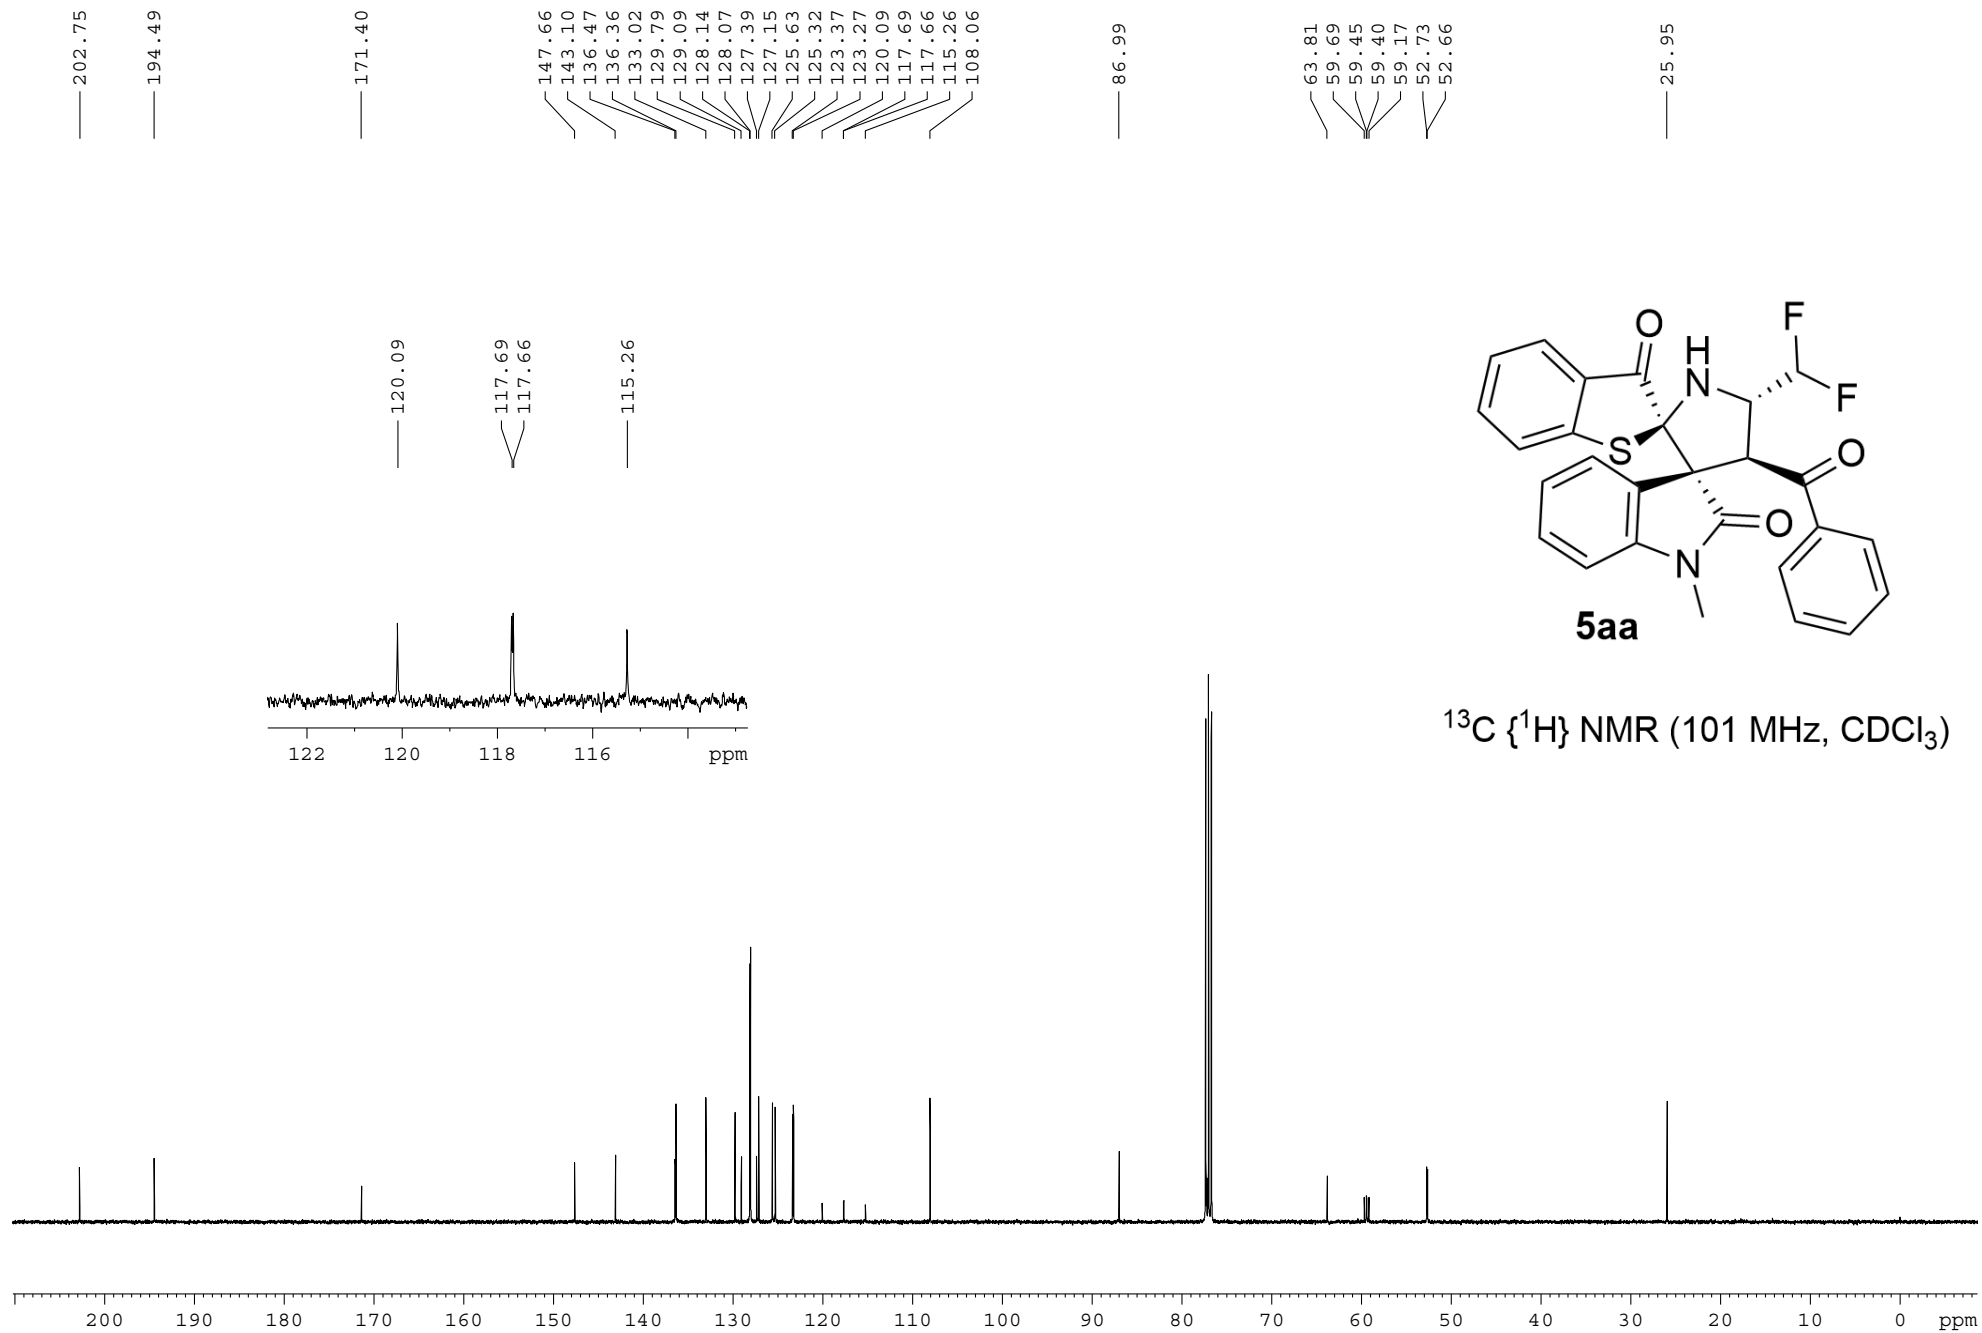 202.75
194.49
171.40
147.66
143.10
136.47
136.36
133.02
129.79
129.09
128.14
128.07
127.39
127.15
125.63
125.32
123.37
123.27
120.09
117.69
117.66
115.26
108.06
86.99
63.81
59.69
59.45
59.40
59.17
52.73
52.66
25.95
120.09
117.69
117.66
115.26
122 120 118 116 ppm
O
F
H
N
F
S
O
O
N
5aa
¹³C {¹H} NMR (101 MHz, CDCl₃)
200 190 180 170 160 150 140 130 120 110 100 90 80 70 60 50 40 30 20 10 0 ppm